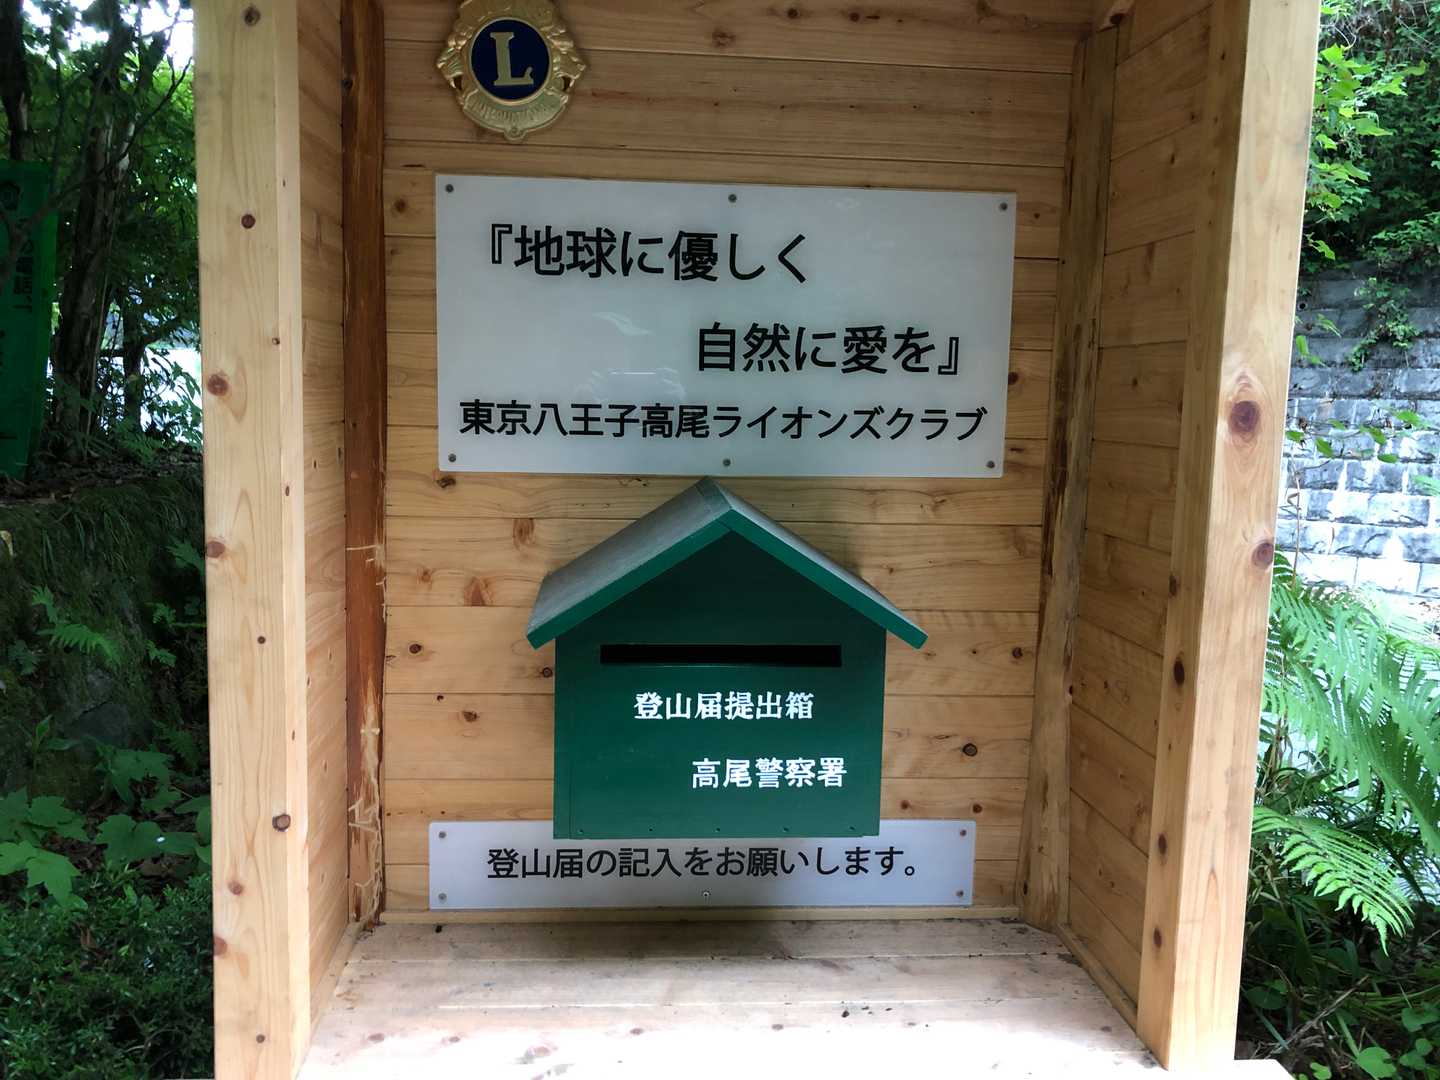 L
『地球に優しく
自然に愛を』
東京八王子高尾ライオンズクラブ
登山届提出箱
高尾警察署
登山届の記入をお願いします。